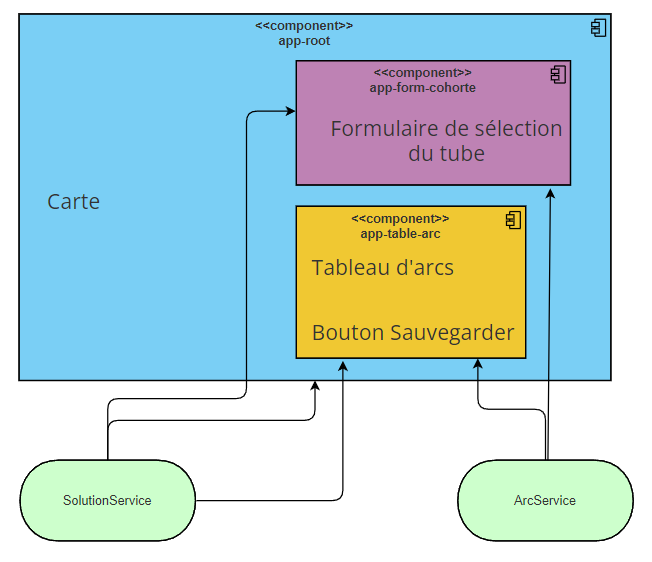 <<component>>
app-root
<<component>>
app-form-cohorte
Formulaire de sélection
du tube
Carte
<<component>>
app-table-arc
Tableau d'arcs
Bouton Sauvegarder
SolutionService
ArcService